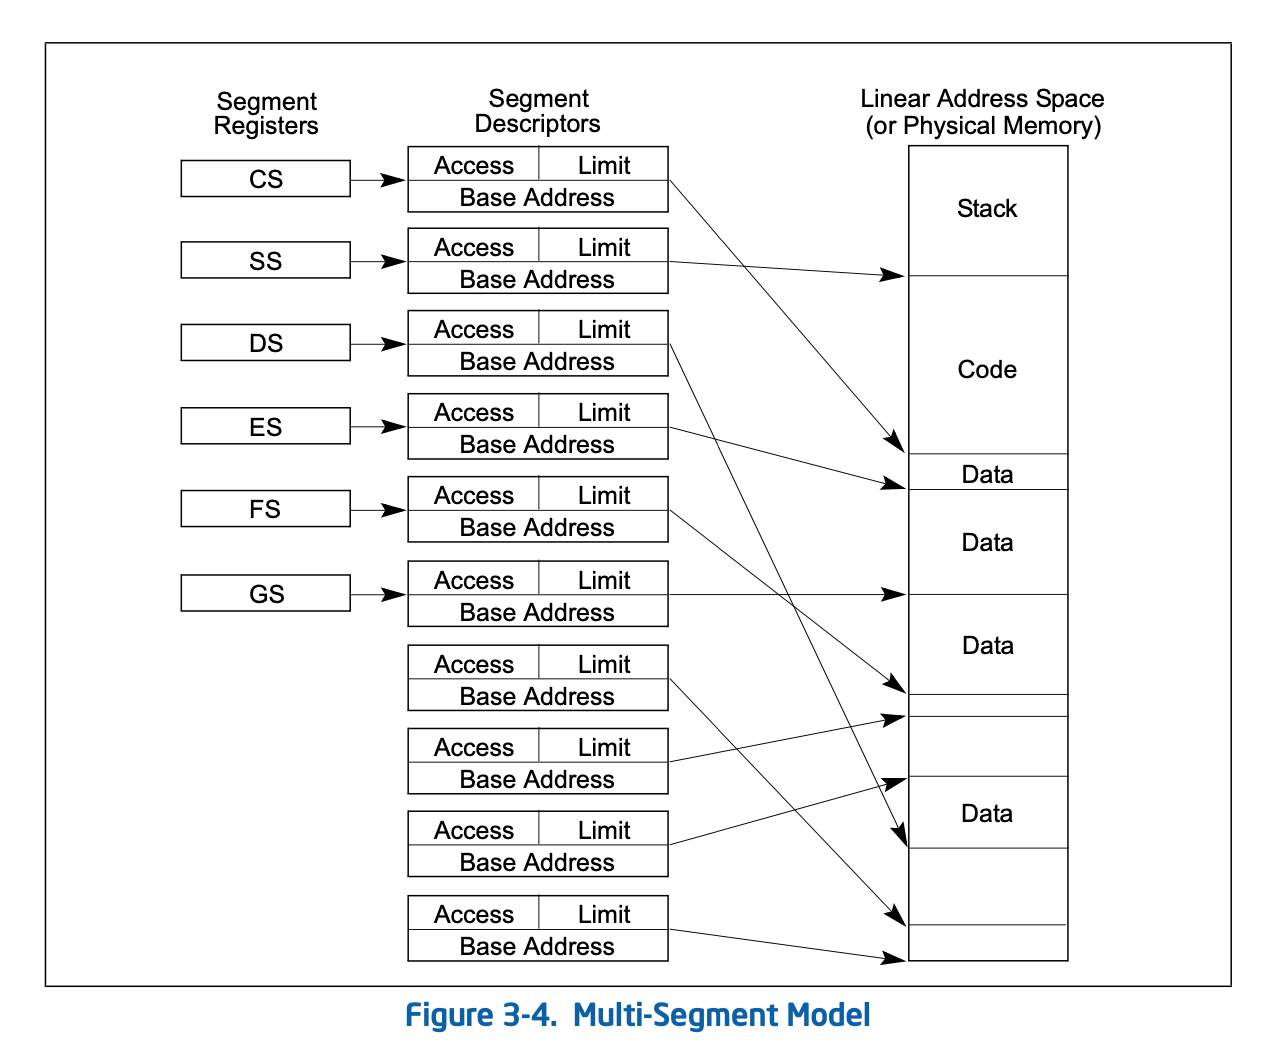 Segment
Registers
Segment
Descriptors
Linear Address Space
(or Physical Memory)
CS
Access
Limit
Base Address
Stack
SS
Access
Limit
Base Address
DS
Access
Limit
Base Address
Code
ES
Access
Limit
Base Address
Data
FS
Access
Limit
Base Address
Data
GS
Access
Limit
Base Address
Data
Access
Limit
Base Address
Access
Limit
Base Address
Access
Limit
Base Address
Data
Access
Limit
Base Address
Figure 3-4. Multi-Segment Model